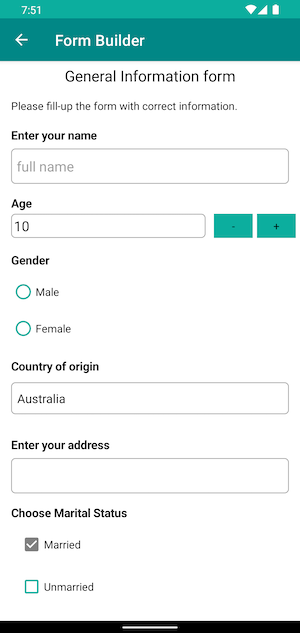 7:51
Form Builder
General Information form
Please fill-up the form with correct information.
Enter your name
full name
Age
10
-
+
Gender
Male
Female
Country of origin
Australia
Enter your address
Choose Marital Status
Married
Unmarried